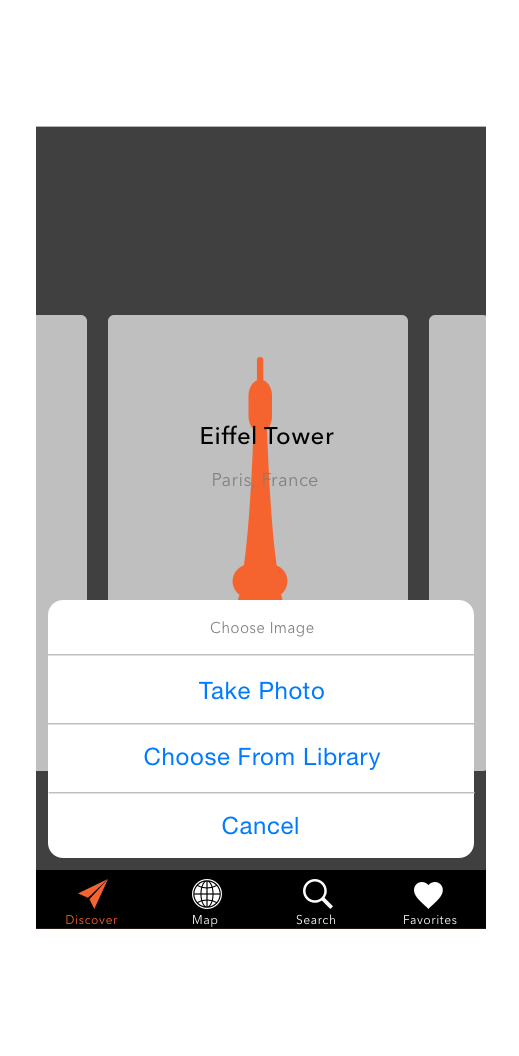 Eiffel Tower
Paris, France
Choose Image
Take Photo
Choose From Library
Cancel
Discover
Map
Search
Favorites